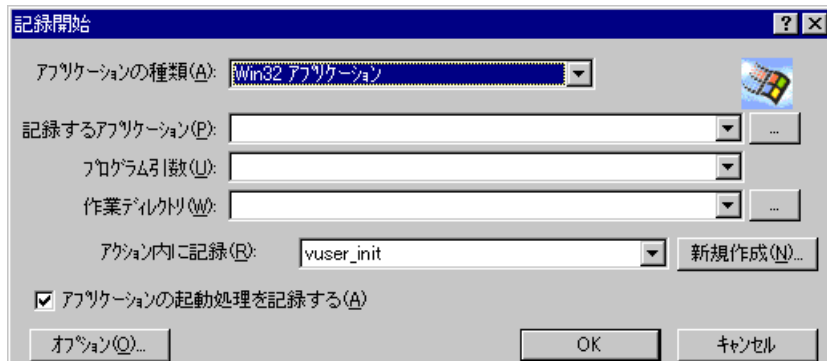 記録開始
アプリケーションの種類(A): Win32 アプリケーション
記録するアプリケーション(P): ...
プログラム引数(U):
作業ディレクトリ(W): ...
アクション内に記録(R): vuser_init 新規作成(N)...
アプリケーションの起動処理を記録する(A)
オプション(O)... OK キャンセル